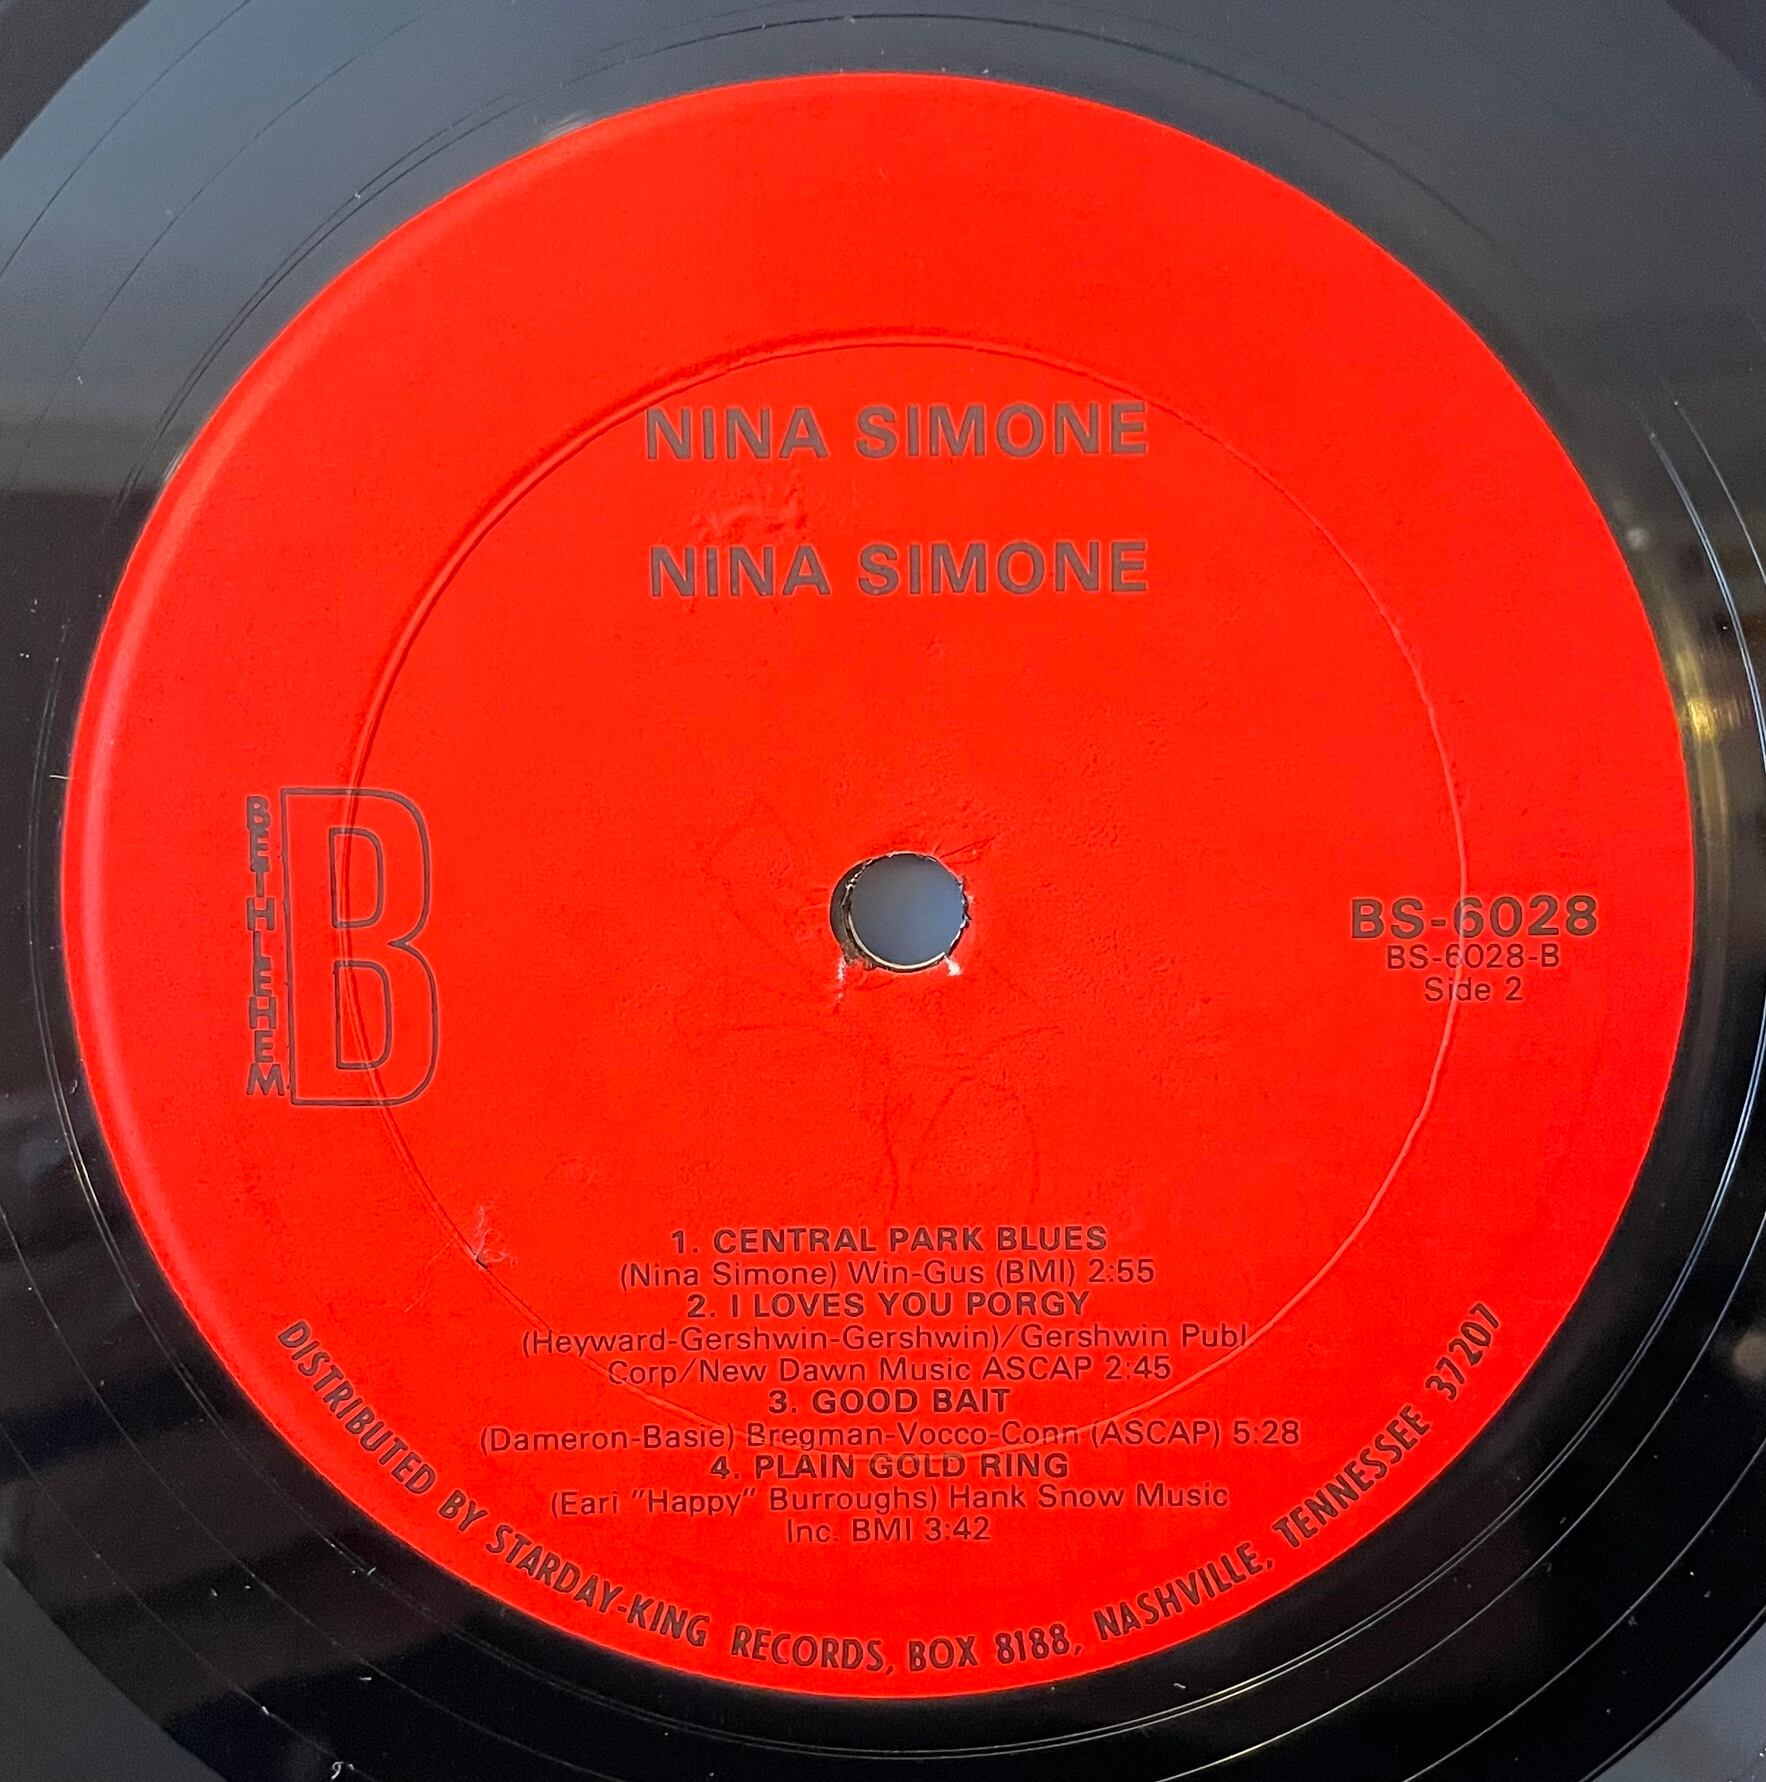 NINA SIMONE
NINA SIMONE
BETHLEHEM
B
BS-6028
BS-6028-B
Side 2
1. CENTRAL PARK BLUES
(Nina Simone) Win-Gus (BMI) 2:55
2. I LOVES YOU PORGY
(Heyward-Gershwin-Gershwin)/Gershwin Publ
Corp/New Dawn Music ASCAP 2:45
3. GOOD BAIT
(Dameron-Basie) Bregman-Vocco-Conn (ASCAP) 5:28
4. PLAIN GOLD RING
(Earl "Happy" Burroughs) Hank Snow Music
Inc. BMI 3:42
DISTRIBUTED BY STARDAY-KING RECORDS, BOX 8188, NASHVILLE, TENNESSEE 37207